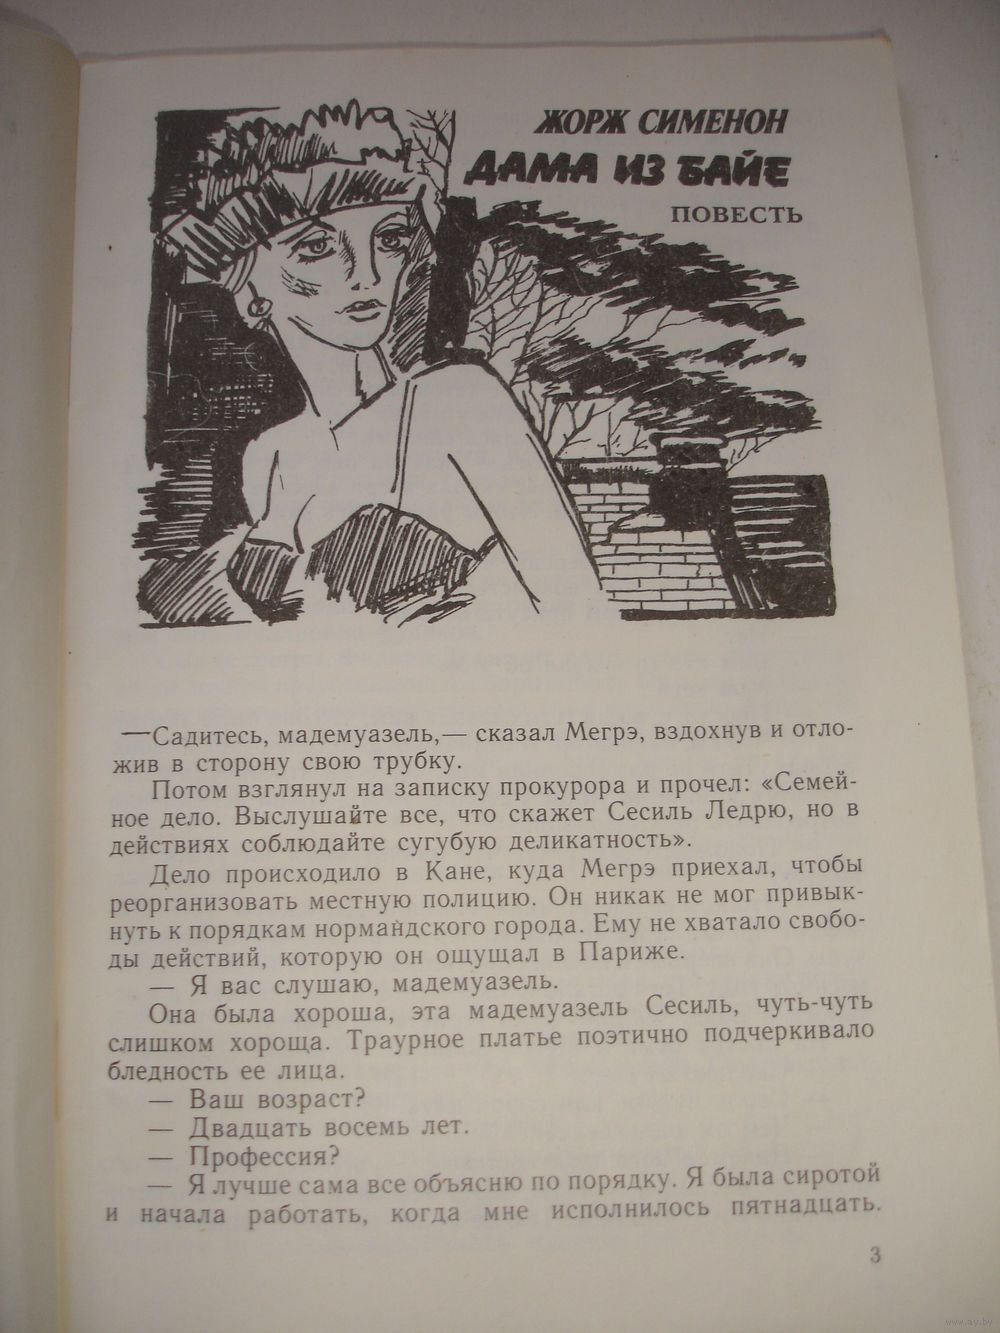 ЖОРЖ СИМЕНОН
ДАМА ИЗ БАЙЕ
ПОВЕСТЬ
—Садитесь, мадемуазель,— сказал Мегрэ, вздохнув и отло-
жив в сторону свою трубку.
Потом взглянул на записку прокурора и прочел: «Семей-
ное дело. Выслушайте все, что скажет Сесиль Ледрю, но в
действиях соблюдайте сугубую деликатность».
Дело происходило в Кане, куда Мегрэ приехал, чтобы
реорганизовать местную полицию. Он никак не мог привык-
нуть к порядкам нормандского города. Ему не хватало свобо-
ды действий, которую он ощущал в Париже.
— Я вас слушаю, мадемуазель.
Она была хороша, эта мадемуазель Сесиль, чуть-чуть
слишком хороща. Траурное платье поэтично подчеркивало
бледность ее лица.
— Ваш возраст?
— Двадцать восемь лет.
— Профессия?
— Я лучше сама все объясню по порядку. Я была сиротой
и начала работать, когда мне исполнилось пятнадцать.
3
www.ay.by